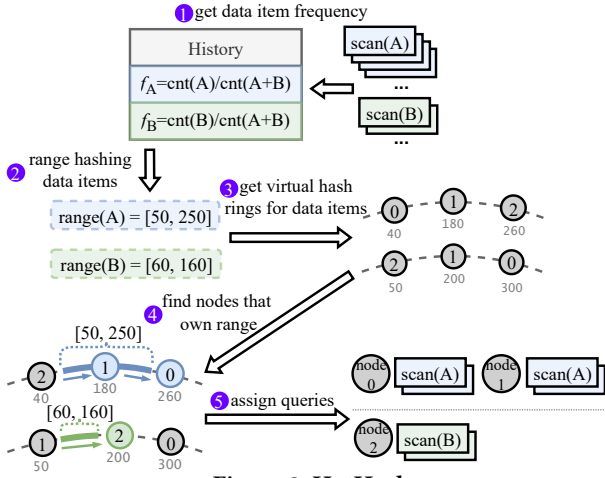 1 get data item frequency
History
f_A=cnt(A)/cnt(A+B)
f_B=cnt(B)/cnt(A+B)
scan(A)
...
scan(B)
...
2 range hashing
data items
range(A) = [50, 250]
range(B) = [60, 160]
3 get virtual hash
rings for data items
0 1 2
40 180 260
2 1 0
50 200 300
4 find nodes that
own range
[50, 250]
2 1 0
40 180 260
[60, 160]
1 2 0
50 200 300
5 assign queries
node
0
scan(A)
node
1
scan(A)
node
2
scan(B)